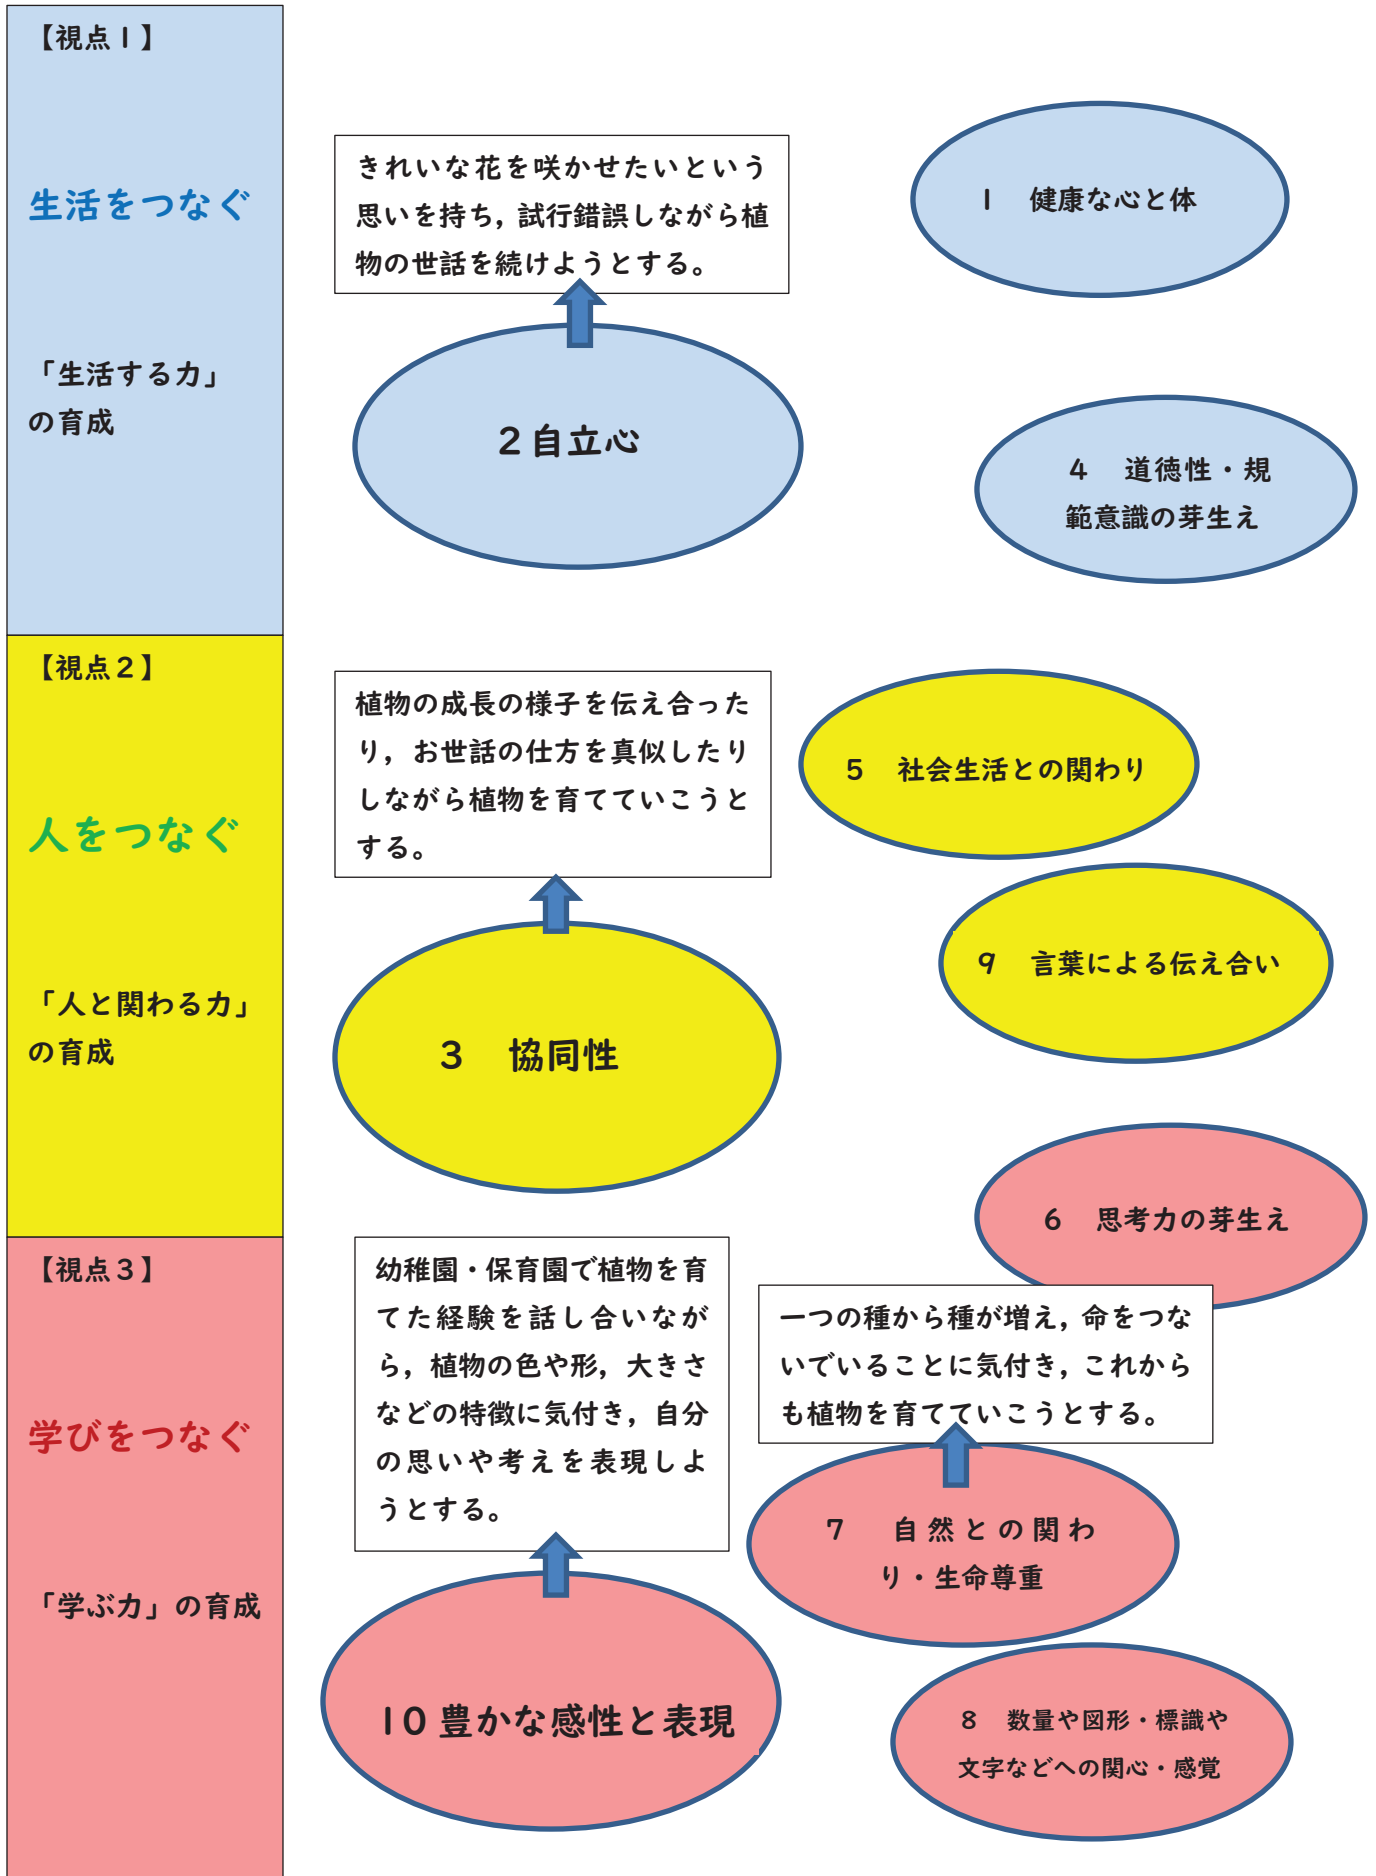 【視点1】
生活をつなぐ
「生活する力」
の育成
きれいな花を咲かせたいという
思いを持ち，試行錯誤しながら植
物の世話を続けようとする。
2自立心
1　健康な心と体
4　道徳性・規
範意識の芽生え
【視点2】
人をつなぐ
「人と関わる力」
の育成
植物の成長の様子を伝え合った
り，お世話の仕方を真似したり
しながら植物を育てていこうと
する。
3　協同性
5　社会生活との関わり
9　言葉による伝え合い
【視点3】
学びをつなぐ
「学ぶ力」の育成
幼稚園・保育園で植物を育
てた経験を話し合いなが
ら，植物の色や形，大きさ
などの特徴に気付き，自分
の思いや考えを表現しよ
うとする。
10豊かな感性と表現
6　思考力の芽生え
一つの種から種が増え，命をつな
いでいることに気付き，これから
も植物を育てていこうとする。
7　自然との関わ
り・生命尊重
8　数量や図形・標識や
文字などへの関心・感覚